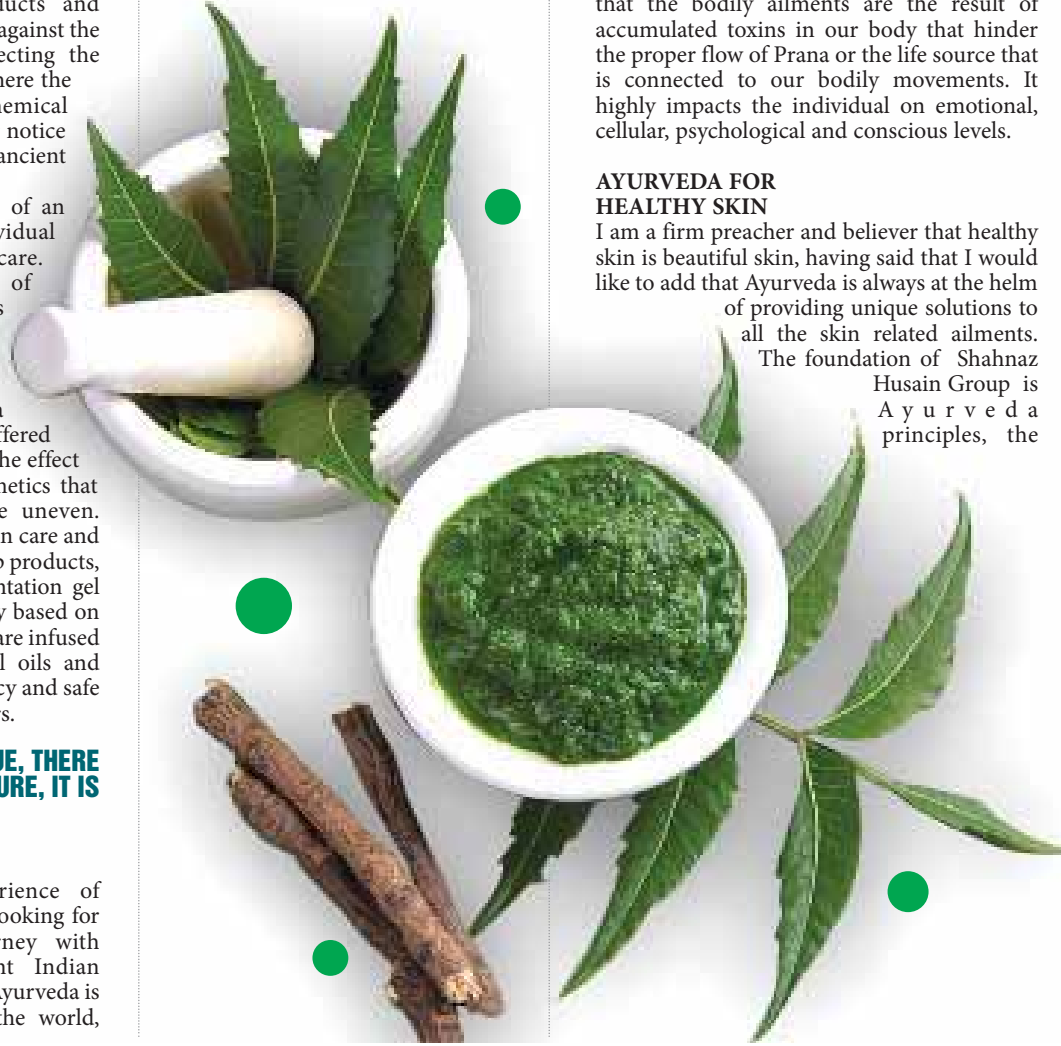 ducts and
against the
ecting the
here the
hemical
notice
ancient
of an
vidual
care.
of
s
a
ffered
he effect
netics that
e uneven.
n care and
p products,
ntation gel
y based on
are infused
l oils and
cy and safe
rs.
UE, THERE
URE, IT IS
rience of
ooking for
rney with
nt Indian
Ayurveda is
the world,
that the bodily ailments are the result of
accumulated toxins in our body that hinder
the proper flow of Prana or the life source that
is connected to our bodily movements. It
highly impacts the individual on emotional,
cellular, psychological and conscious levels.
AYURVEDA FOR
HEALTHY SKIN
I am a firm preacher and believer that healthy
skin is beautiful skin, having said that I would
like to add that Ayurveda is always at the helm
of providing unique solutions to
all the skin related ailments.
The foundation of Shahnaz
Husain Group is
Ayurveda
principles, the